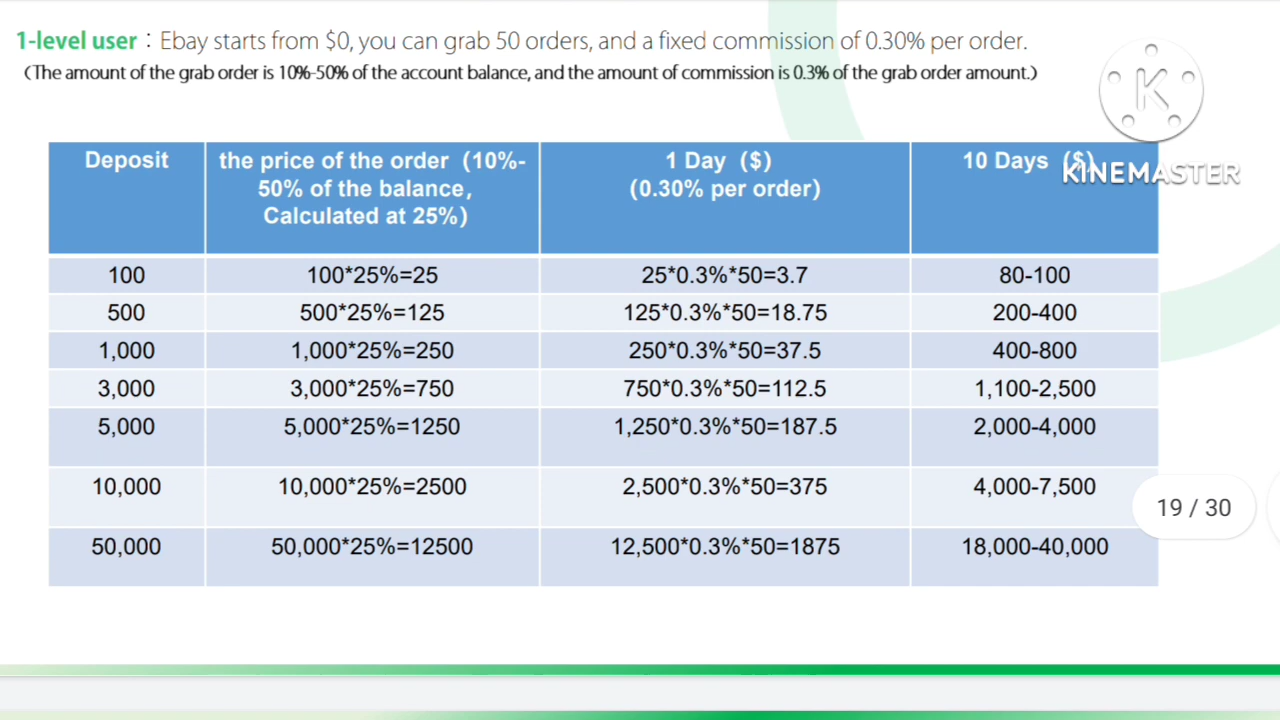 1-level user：Ebay starts from $0, you can grab 50 orders, and a fixed commission of 0.30% per order.
(The amount of the grab order is 10%-50% of the account balance, and the amount of commission is 0.3% of the grab order amount.)
K
KINEMASTER
Deposit
the price of the order (10%-
50% of the balance,
Calculated at 25%)
1 Day ($)
(0.30% per order)
10 Days ($)
100 100*25%=25 25*0.3%*50=3.7 80-100
500 500*25%=125 125*0.3%*50=18.75 200-400
1,000 1,000*25%=250 250*0.3%*50=37.5 400-800
3,000 3,000*25%=750 750*0.3%*50=112.5 1,100-2,500
5,000 5,000*25%=1250 1,250*0.3%*50=187.5 2,000-4,000
10,000 10,000*25%=2500 2,500*0.3%*50=375 4,000-7,500
19 / 30
50,000 50,000*25%=12500 12,500*0.3%*50=1875 18,000-40,000